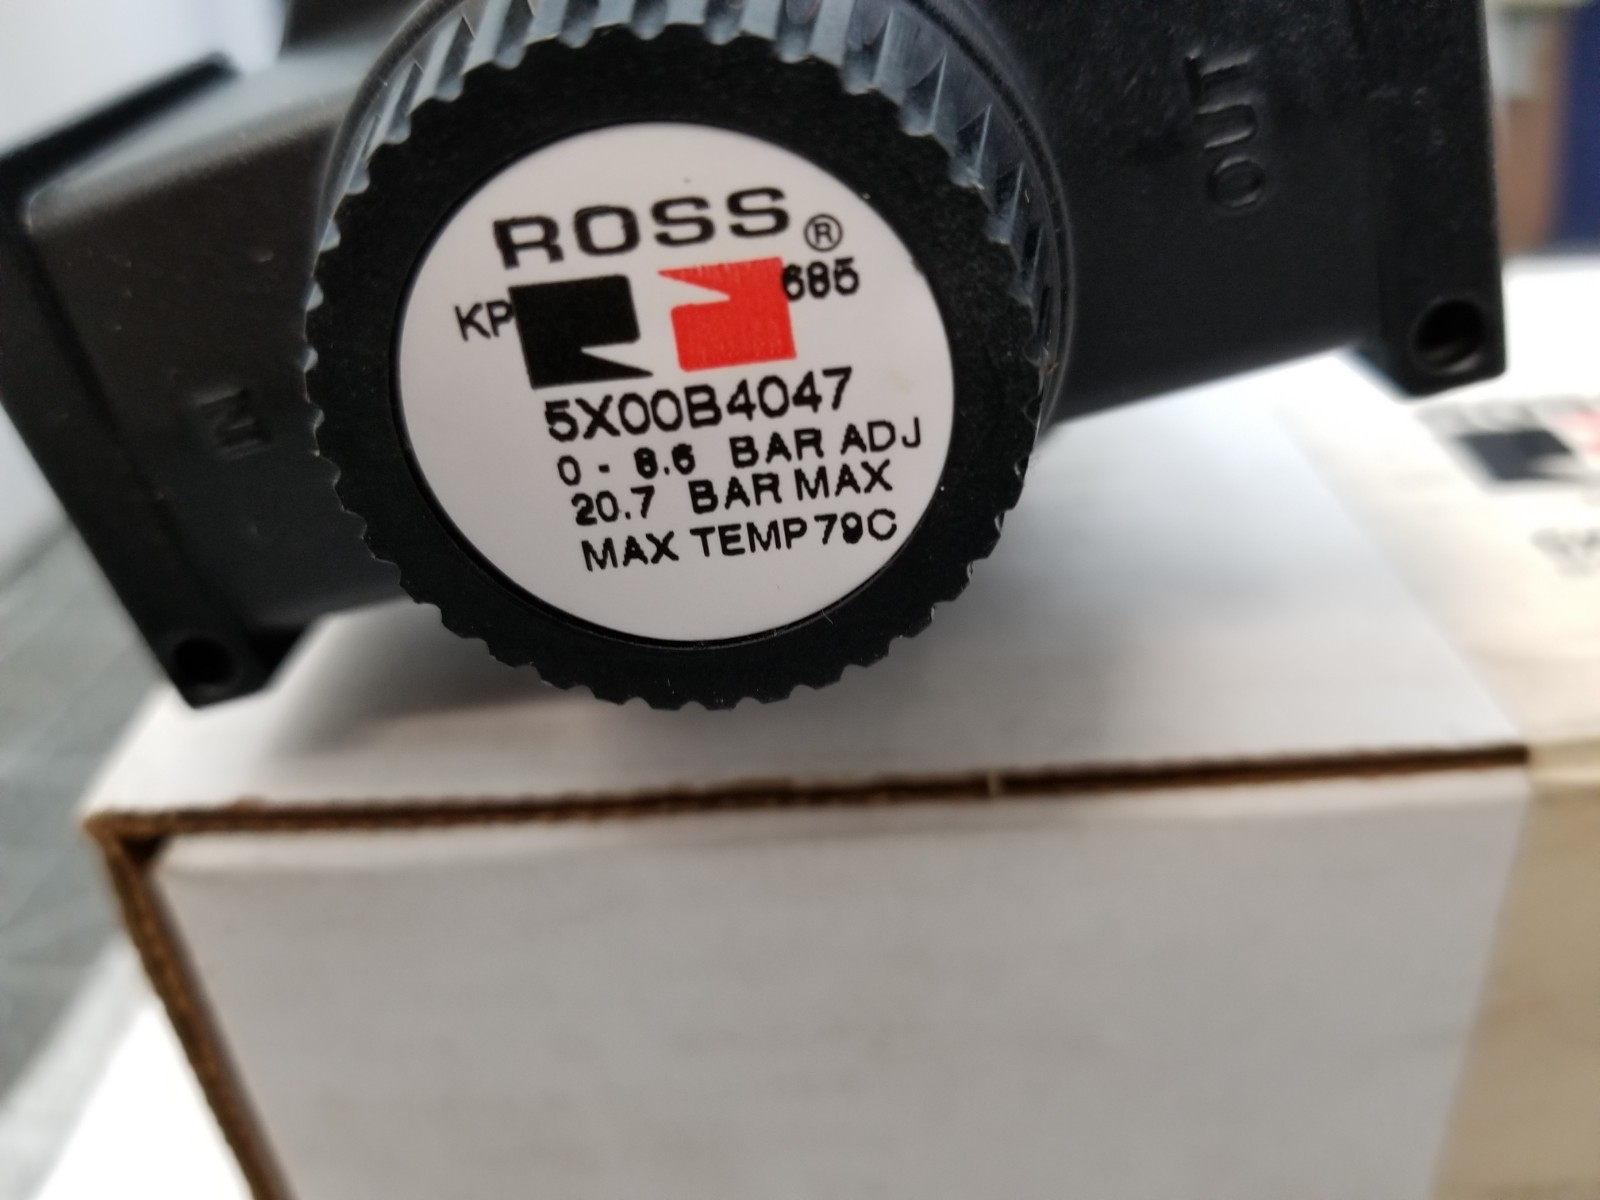 OUT
IN
ROSS®
KP 685
5X00B4047
0 - 8.6 BAR ADJ
20.7 BAR MAX
MAX TEMP 79C